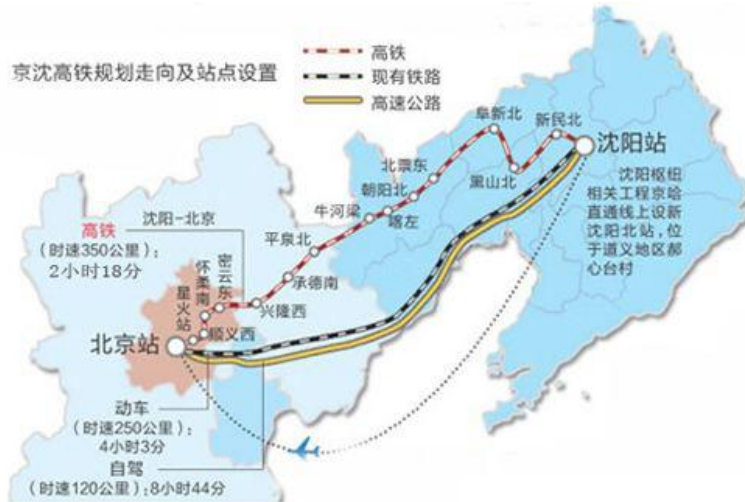 京沈高铁规划走向及站点设置
高铁
现有铁路
高速公路
阜新北
新民北
沈阳站
北票东
黑山北
朝阳北
沈阳枢纽
相关工程京哈
直通线上设新
沈阳北站，位
于道义地区郝
心台村
牛河梁
喀左
沈阳-北京
高铁
（时速350公里）：
2小时18分
平泉北
承德南
密云东
怀柔南
星火站
兴隆西
顺义西
北京站
动车
（时速250公里）：
4小时3分
自驾
（时速120公里）：8小时44分